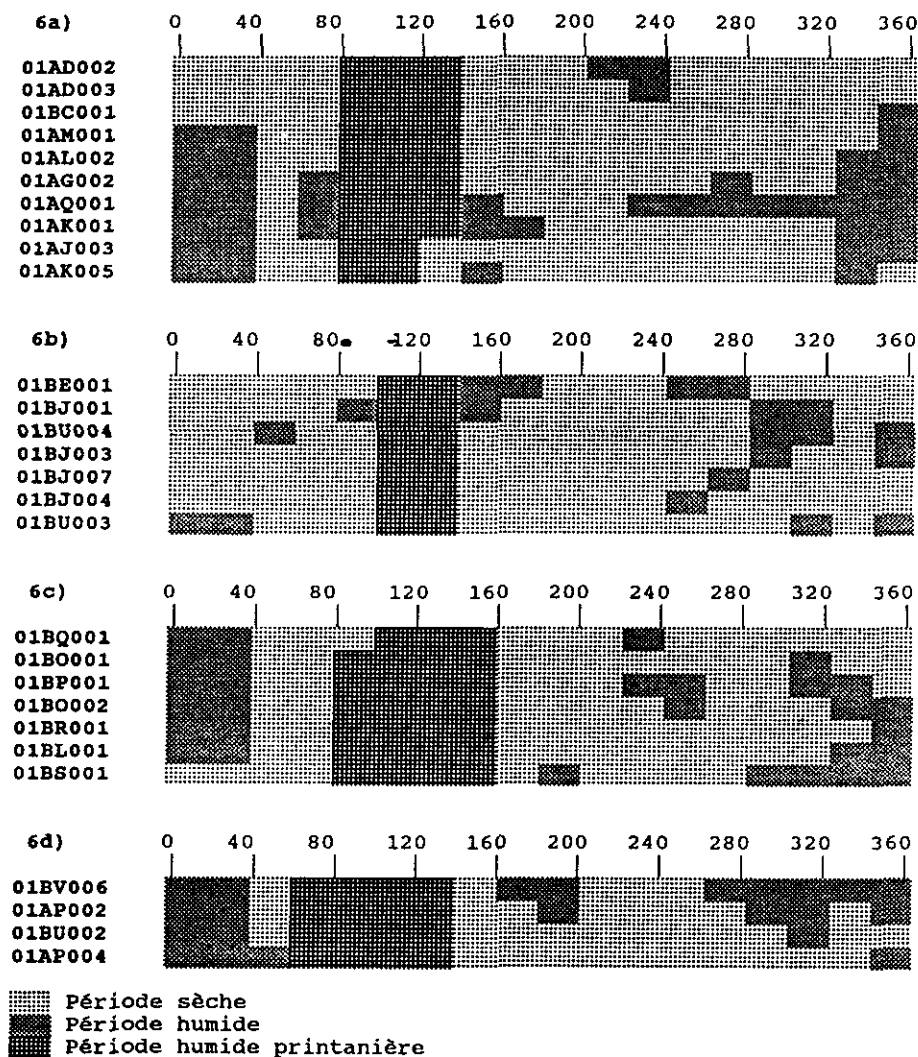 6a)
0 40 80 120 160 200 240 280 320 360
01AD002
01AD003
01BC001
01AM001
01AL002
01AG002
01AQ001
01AK001
01AJ003
01AK005
6b)
0 40 80 120 160 200 240 280 320 360
01BE001
01BJ001
01BU004
01BJ003
01BJ007
01BJ004
01BU003
6c)
0 40 80 120 160 200 240 280 320 360
01BQ001
01BO001
01BP001
01BO002
01BR001
01BL001
01BS001
6d)
0 40 80 120 160 200 240 280 320 360
01BV006
01AP002
01BU002
01AP004
Période sèche
Période humide
Période humide printanière